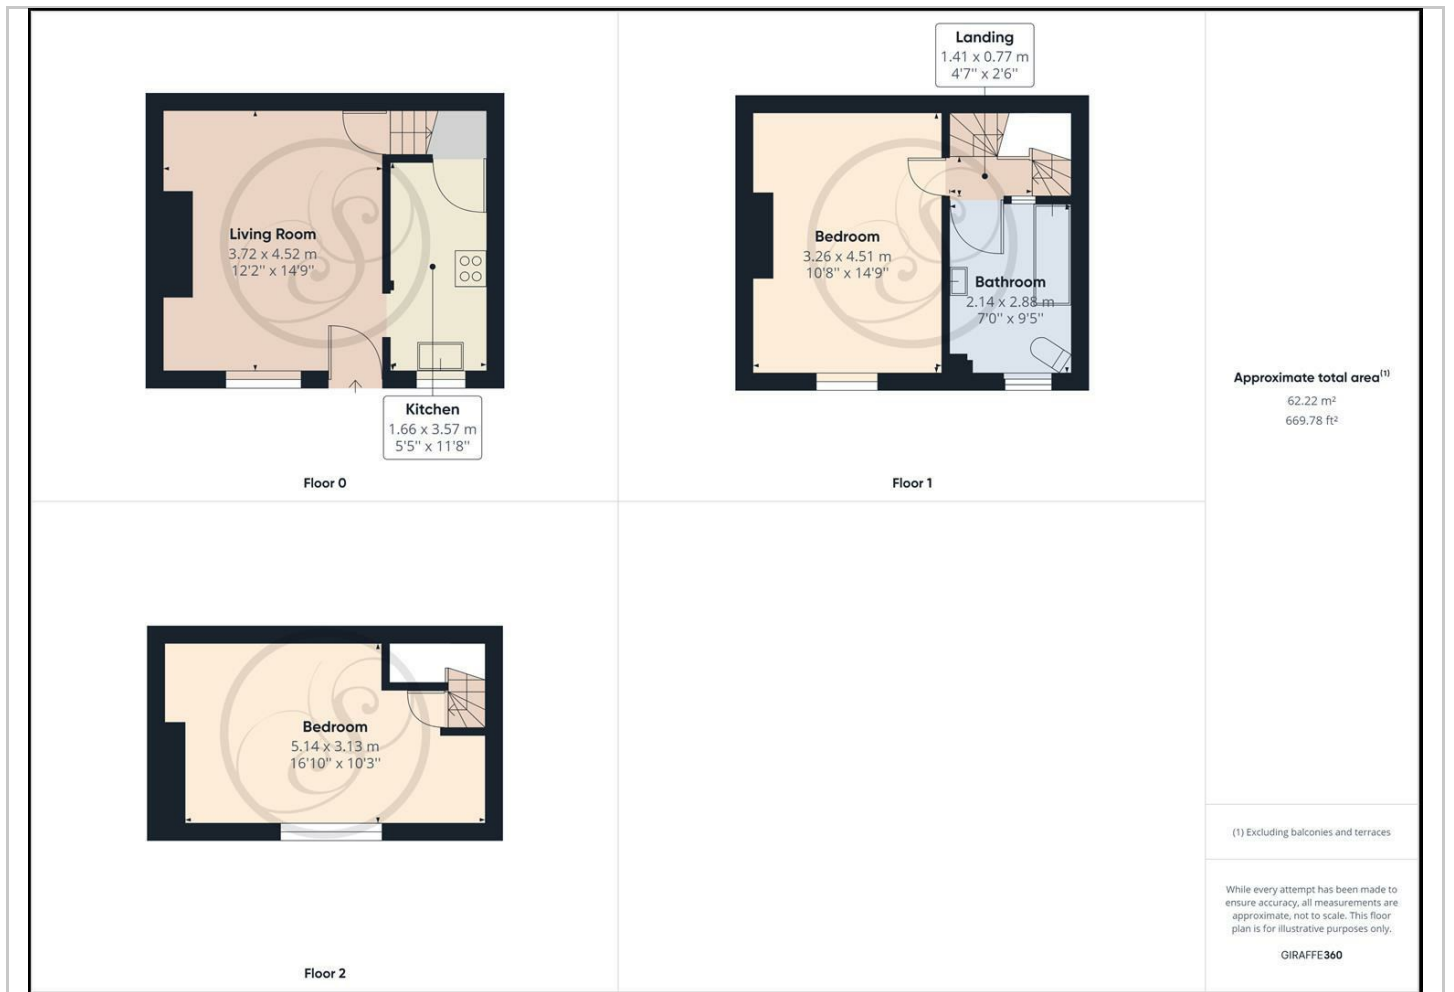 Living Room
3.72 x 4.52 m
12'2" x 14'9"
Kitchen
1.66 x 3.57 m
5'5" x 11'8"
Floor 0
Landing
1.41 x 0.77 m
4'7" x 2'6"
Bedroom
3.26 x 4.51 m
10'8" x 14'9"
Bathroom
2.14 x 2.88 m
7'0" x 9'5"
Floor 1
Bedroom
5.14 x 3.13 m
16'10" x 10'3"
Floor 2
Approximate total area(1)
62.22 m²
669.78 ft²
(1) Excluding balconies and terraces
While every attempt has been made to
ensure accuracy, all measurements are
approximate, not to scale. This floor
plan is for illustrative purposes only.
GIRAFFE360